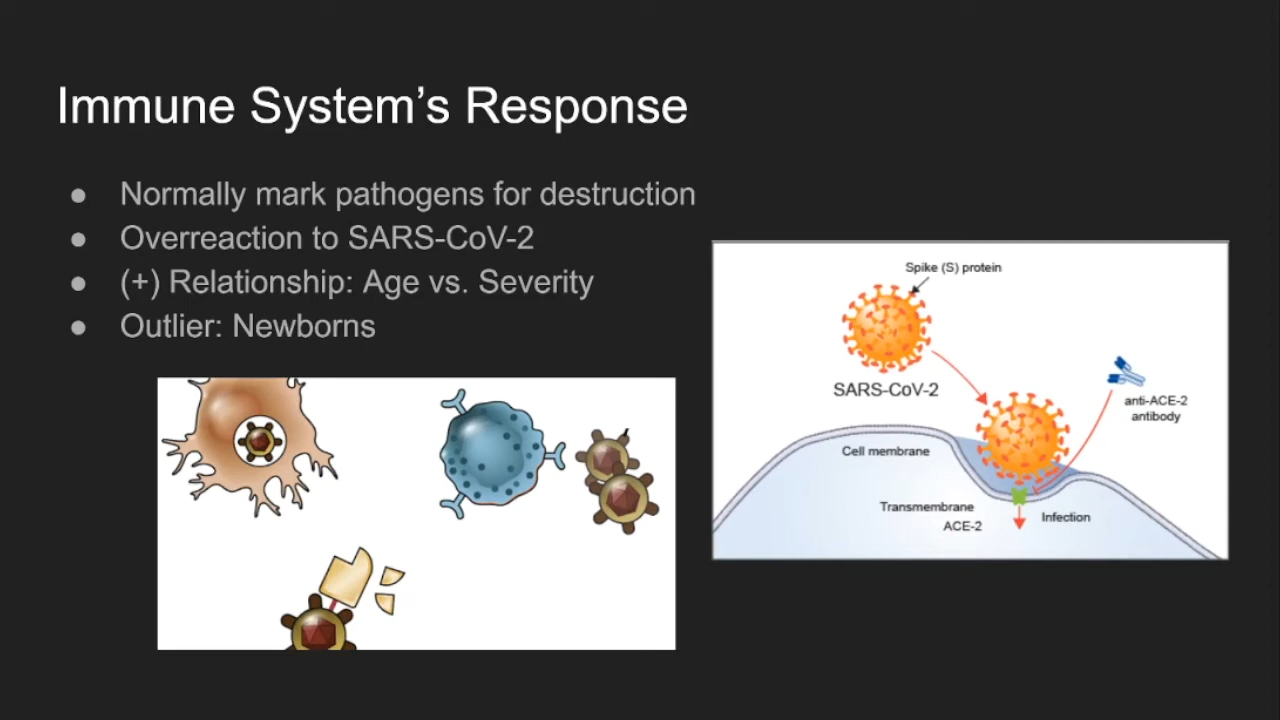 Immune System’s Response
● Normally mark pathogens for destruction
● Overreaction to SARS-CoV-2
● (+) Relationship: Age vs. Severity
● Outlier: Newborns
Spike (S) protein
SARS-CoV-2
anti-ACE-2
antibody
Cell membrane
Transmembrane
ACE-2
Infection